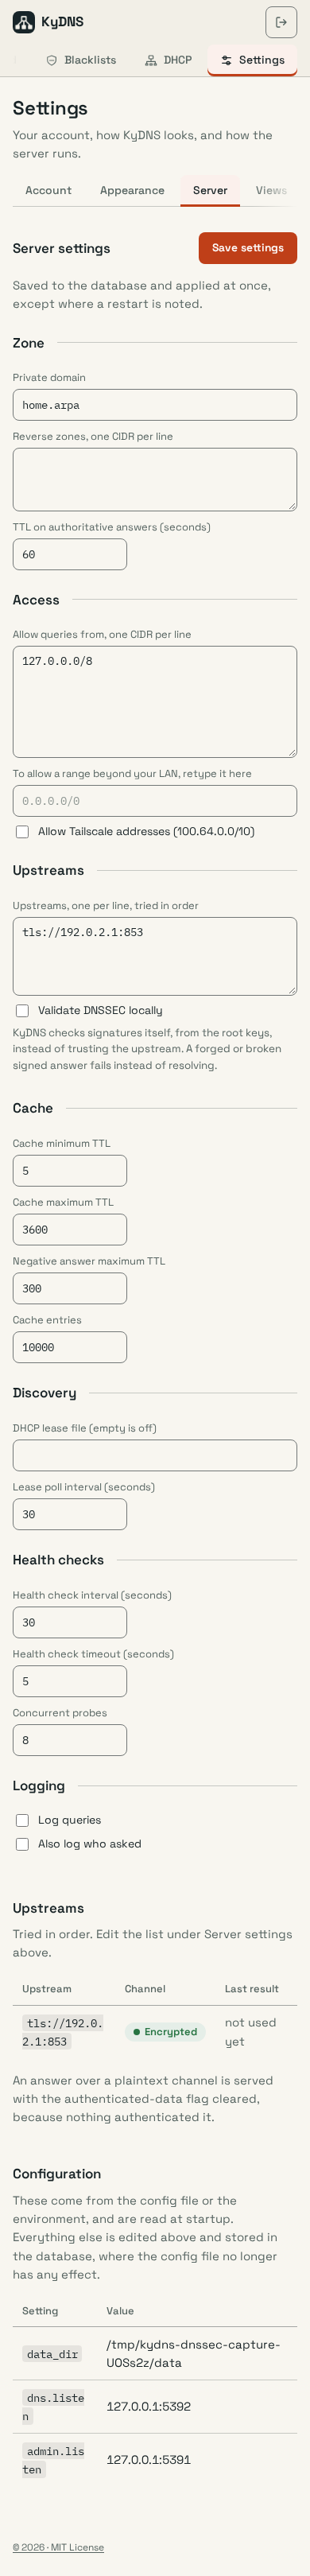 KyDNS
Blacklists
DHCP
Settings
Settings
Your account, how KyDNS looks, and how the
server runs.
Account
Appearance
Server
Views
Server settings
Save settings
Saved to the database and applied at once,
except where a restart is noted.
Zone
Private domain
home.arpa
Reverse zones, one CIDR per line
TTL on authoritative answers (seconds)
60
Access
Allow queries from, one CIDR per line
127.0.0.0/8
To allow a range beyond your LAN, retype it here
0.0.0.0/0
Allow Tailscale addresses (100.64.0.0/10)
Upstreams
Upstreams, one per line, tried in order
tls://192.0.2.1:853
Validate DNSSEC locally
KyDNS checks signatures itself, from the root keys,
instead of trusting the upstream. A forged or broken
signed answer fails instead of resolving.
Cache
Cache minimum TTL
5
Cache maximum TTL
3600
Negative answer maximum TTL
300
Cache entries
10000
Discovery
DHCP lease file (empty is off)
Lease poll interval (seconds)
30
Health checks
Health check interval (seconds)
30
Health check timeout (seconds)
5
Concurrent probes
8
Logging
Log queries
Also log who asked
Upstreams
Tried in order. Edit the list under Server settings
above.
Upstream
Channel
Last result
tls://192.0.
2.1:853
Encrypted
not used
yet
An answer over a plaintext channel is served
with the authenticated-data flag cleared,
because nothing authenticated it.
Configuration
These come from the config file or the
environment, and are read at startup.
Everything else is edited above and stored in
the database, where the config file no longer
has any effect.
Setting
Value
data_dir
/tmp/kydns-dnssec-capture-
UOSs2z/data
dns.liste
n
127.0.0.1:5392
admin.lis
ten
127.0.0.1:5391
© 2026 · MIT License